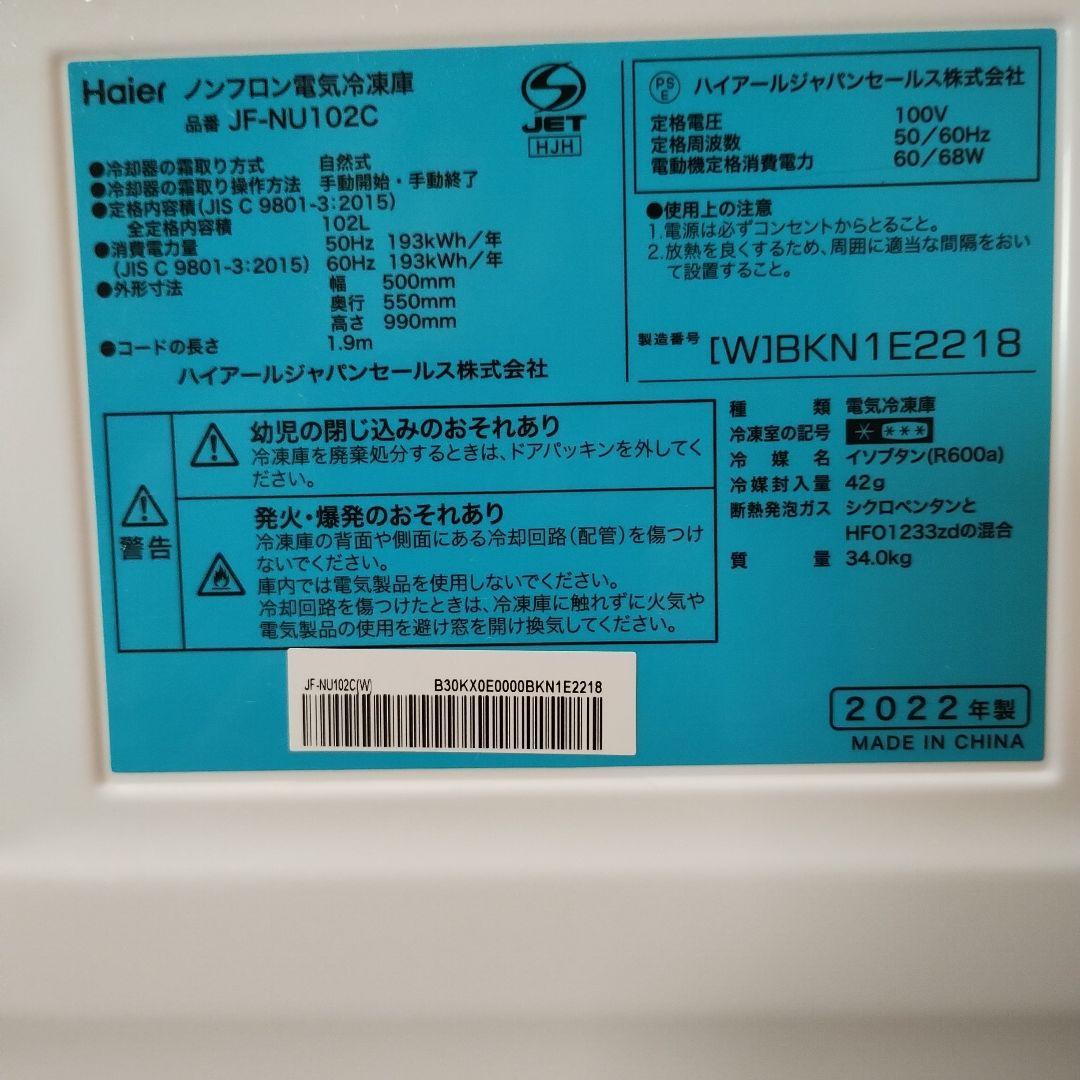 Haier ノンフロン電気冷凍庫
品番 JF-NU102C
JET
HJH
●冷却器の霜取り方式 自然式
●冷却器の霜取り操作方法 手動開始・手動終了
●定格内容積(JIS C 9801-3:2015)
全定格内容積 102L
●消費電力量 50Hz 193kWh/年
(JIS C 9801-3:2015) 60Hz 193kWh/年
●外形寸法 幅 500mm
奥行 550mm
高さ 990mm
●コードの長さ 1.9m
ハイアールジャパンセールス株式会社
PS E ハイアールジャパンセールス株式会社
定格電圧 100V
定格周波数 50/60Hz
電動機定格消費電力 60/68W
●使用上の注意
1.電源は必ずコンセントからとること。
2.放熱を良くするため、周囲に適当な間隔をおい
て設置すること。
製造番号 [W]BKN1E2218
警告
幼児の閉じ込みのおそれあり
冷凍庫を廃棄処分するときは、ドアパッキンを外してく
ださい。
発火・爆発のおそれあり
冷凍庫の背面や側面にある冷却回路(配管)を傷つけ
ないでください。
庫内では電気製品を使用しないでください。
冷却回路を傷つけたときは、冷凍庫に触れずに火気や
電気製品の使用を避け窓を開け換気してください。
種類 電気冷凍庫
冷凍室の記号 * ***
冷媒名 イソブタン(R600a)
冷媒封入量 42g
断熱発泡ガス シクロペンタンと
HFO1233zdの混合
質量 34.0kg
JF-NU102C(W) B30KX0E0000BKN1E2218
2022年製
MADE IN CHINA